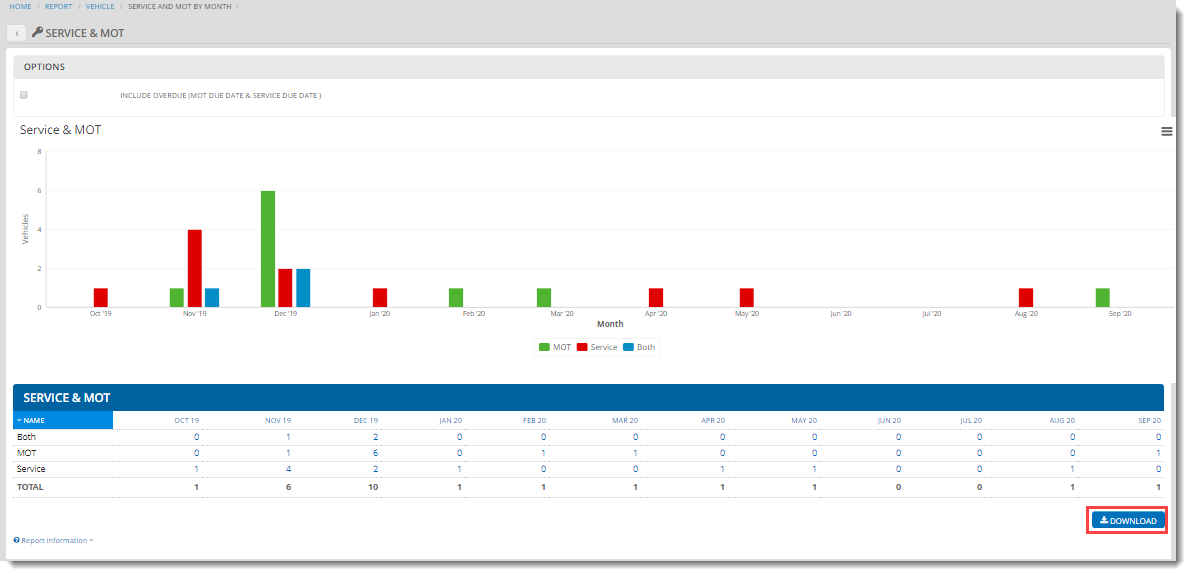 HOME / REPORT / VEHICLE / SERVICE AND MOT BY MONTH /
‹ SERVICE & MOT
OPTIONS
INCLUDE OVERDUE (MOT DUE DATE & SERVICE DUE DATE )
Service & MOT
8
6
4
2
0
Vehicles
Oct '19 Nov '19 Dec '19 Jan '20 Feb '20 Mar '20 Apr '20 May '20 Jun '20 Jul '20 Aug '20 Sep '20
Month
MOT Service Both
SERVICE & MOT
NAME OCT 19 NOV 19 DEC 19 JAN 20 FEB 20 MAR 20 APR 20 MAY 20 JUN 20 JUL 20 AUG 20 SEP 20
Both 0 1 2 0 0 0 0 0 0 0 0 0
MOT 0 1 6 0 1 1 0 0 0 0 0 1
Service 1 4 2 1 0 0 1 1 0 0 1 0
TOTAL 1 6 10 1 1 1 1 1 0 0 1 1
DOWNLOAD
Report information